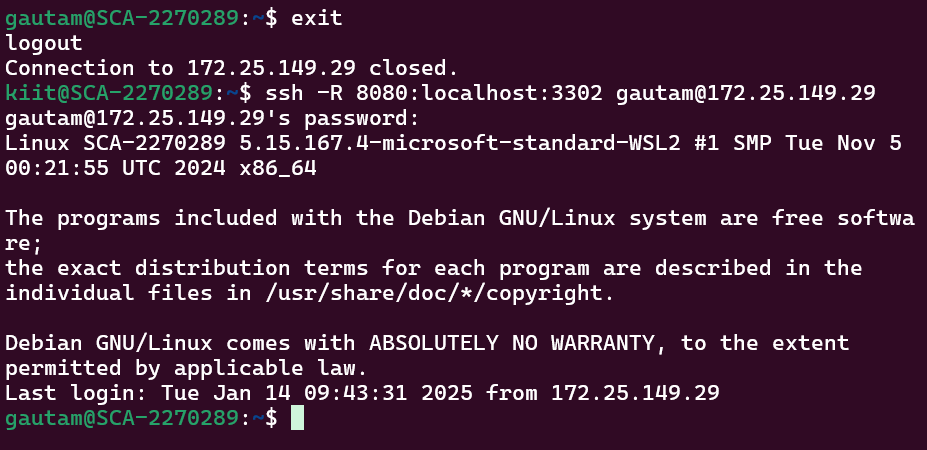 gautam@SCA-2270289:~$ exit
logout
Connection to 172.25.149.29 closed.
kiit@SCA-2270289:~$ ssh -R 8080:localhost:3302 gautam@172.25.149.29
gautam@172.25.149.29's password:
Linux SCA-2270289 5.15.167.4-microsoft-standard-WSL2 #1 SMP Tue Nov 5
00:21:55 UTC 2024 x86_64
The programs included with the Debian GNU/Linux system are free softwa
re;
the exact distribution terms for each program are described in the
individual files in /usr/share/doc/*/copyright.
Debian GNU/Linux comes with ABSOLUTELY NO WARRANTY, to the extent
permitted by applicable law.
Last login: Tue Jan 14 09:43:31 2025 from 172.25.149.29
gautam@SCA-2270289:~$